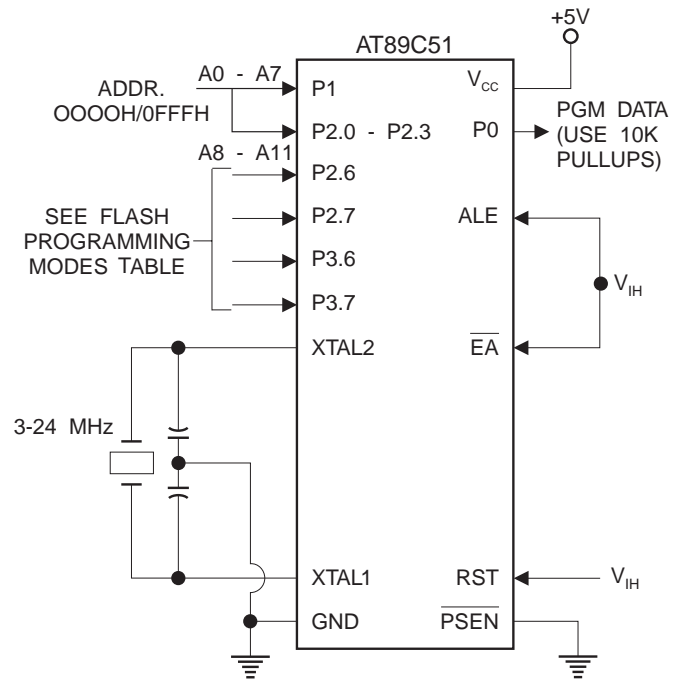 +5V
AT89C51
A0 - A7
P1
VCC
ADDR.
OOOOH/0FFFH
P2.0 - P2.3
P0
PGM DATA
(USE 10K
PULLUPS)
A8 - A11
P2.6
SEE FLASH
PROGRAMMING
MODES TABLE
P2.7
ALE
P3.6
VIH
P3.7
XTAL2
EA
3-24 MHz
XTAL1
RST
VIH
GND
PSEN